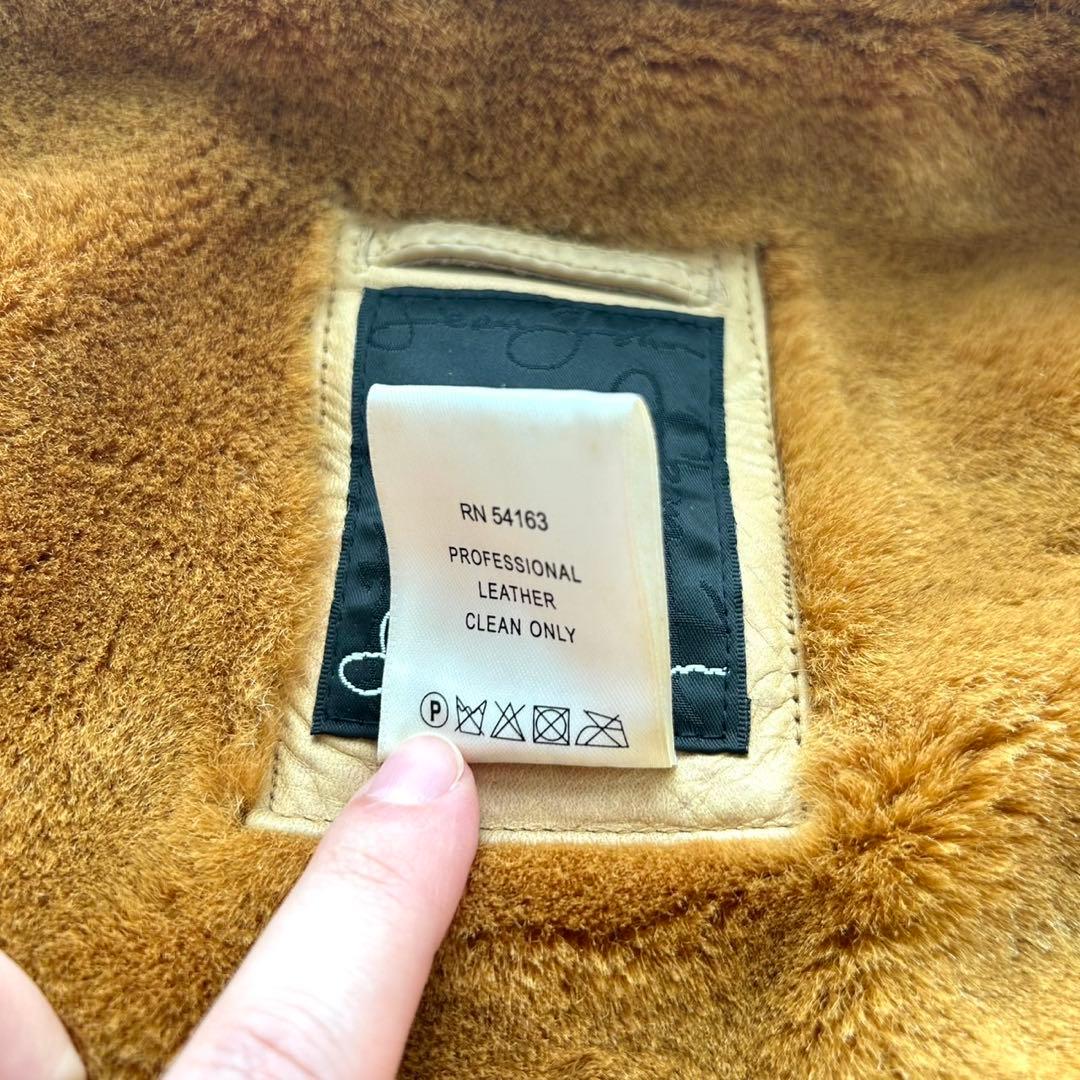 RN 54163
PROFESSIONAL
LEATHER
CLEAN ONLY
P